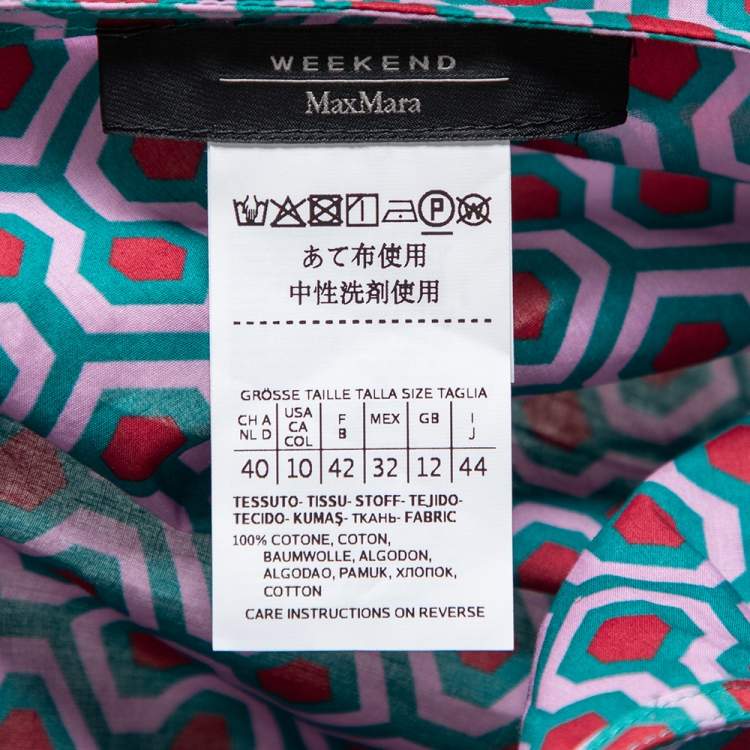 WEEKEND
MaxMara
P W
あて布使用
中性洗剤使用
GRÖSSE TAILLE TALLA SIZE TAGLIA
CH A NL D USA CA COL F B MEX GB I J
40 10 42 32 12 44
TESSUTO- TISSU- STOFF- TEJIDO-
TECIDO- KUMAŞ- ТКАНЬ- FABRIC
100% COTONE, COTON,
BAUMWOLLE, ALGODON,
ALGODAO, PAMUK, ХЛОПОК,
COTTON
CARE INSTRUCTIONS ON REVERSE